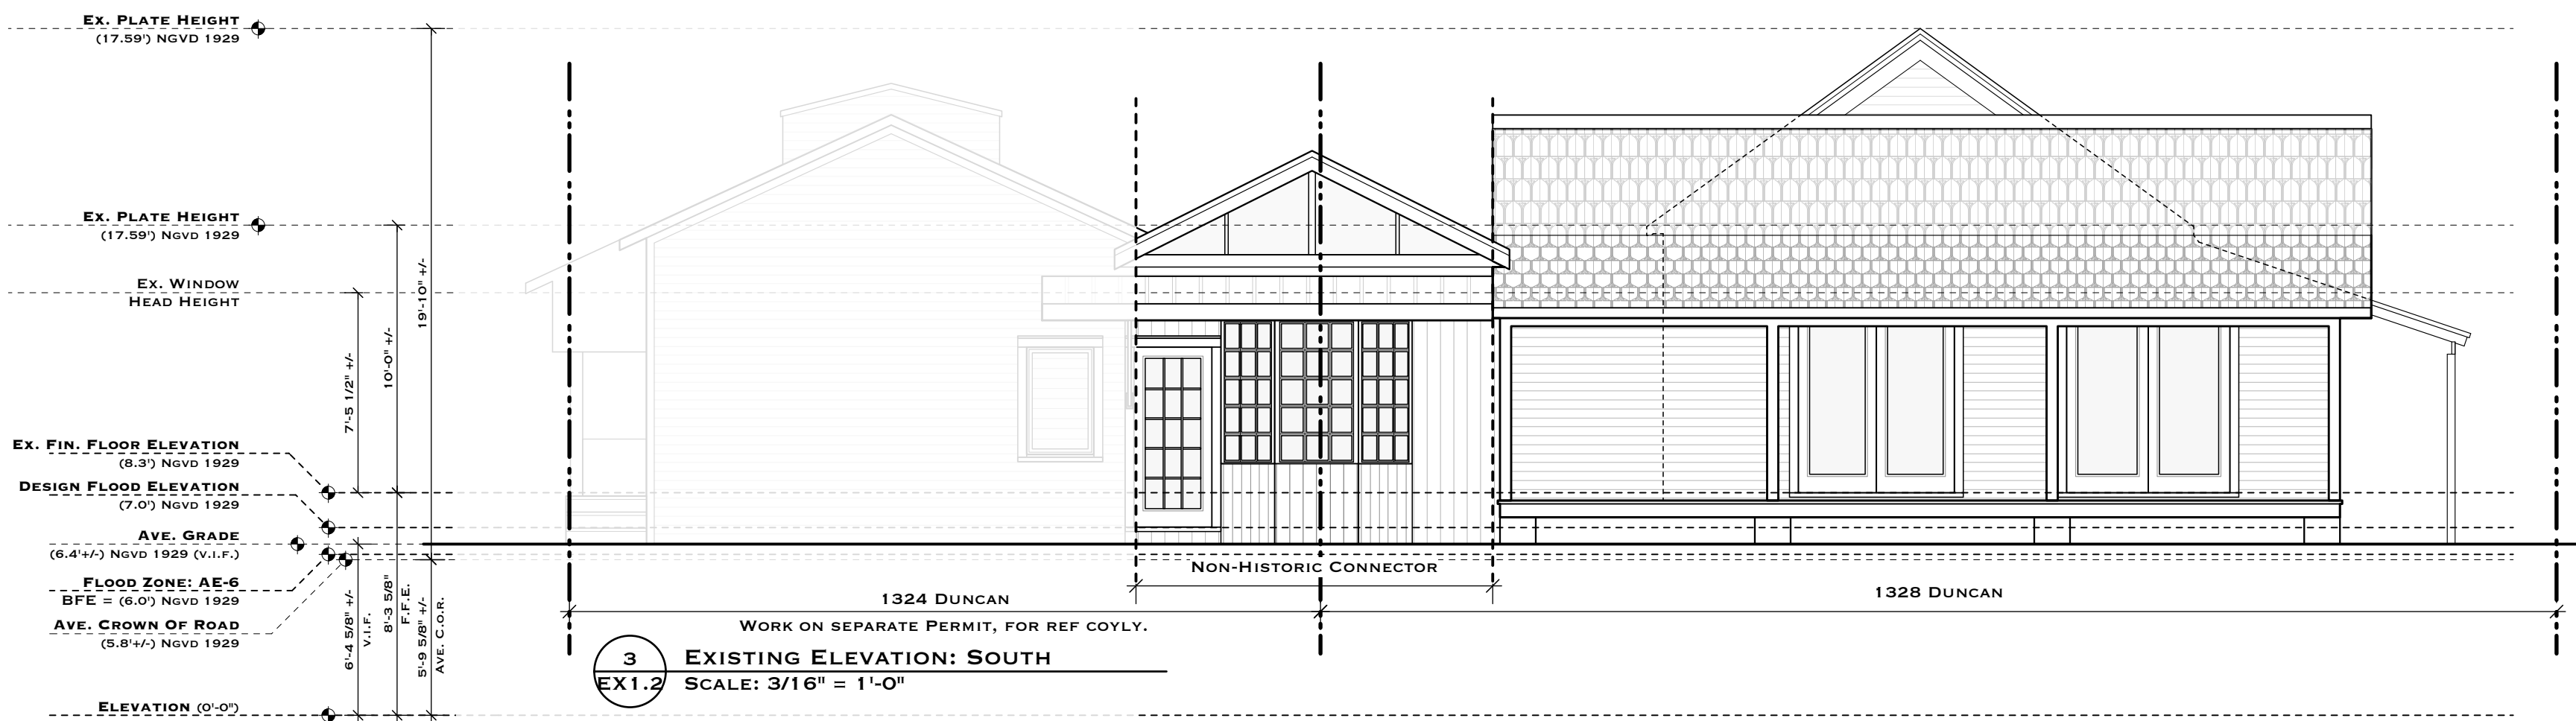 Ex. Plate Height
(17.59') NGVD 1929
Ex. Plate Height
(17.59') NGVD 1929
Ex. Window
Head Height
Ex. Fin. Floor Elevation
(8.3') NGVD 1929
Design Flood Elevation
(7.0') NGVD 1929
Ave. Grade
(6.4'+/-) NGVD 1929 (V.I.F.)
Flood Zone: AE-6
BFE = (6.0') NGVD 1929
Ave. Crown Of Road
(5.8'+/-) NGVD 1929
Elevation (0'-0")
7'-5 1/2" +/-
10'-0" +/-
19'-10" +/-
6'-4 5/8" +/-
V.I.F.
8'-3 5/8"
F.F.E.
5'-9 5/8" +/-
Ave. C.O.R.
Non-Historic Connector
1324 Duncan
1328 Duncan
Work on separate Permit, for ref coyly.
3
EX1.2
Existing Elevation: South
Scale: 3/16" = 1'-0"